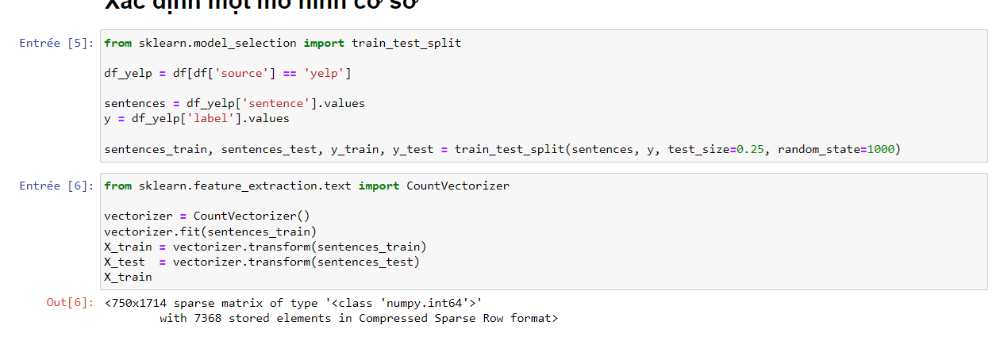 Xác định một mô hình cơ sở
Entrée [5]: from sklearn.model_selection import train_test_split
df_yelp = df[df['source'] == 'yelp']
sentences = df_yelp['sentence'].values
y = df_yelp['label'].values
sentences_train, sentences_test, y_train, y_test = train_test_split(sentences, y, test_size=0.25, random_state=1000)
Entrée [6]: from sklearn.feature_extraction.text import CountVectorizer
vectorizer = CountVectorizer()
vectorizer.fit(sentences_train)
X_train = vectorizer.transform(sentences_train)
X_test  = vectorizer.transform(sentences_test)
X_train
Out[6]: <750x1714 sparse matrix of type '<class 'numpy.int64'>'
with 7368 stored elements in Compressed Sparse Row format>